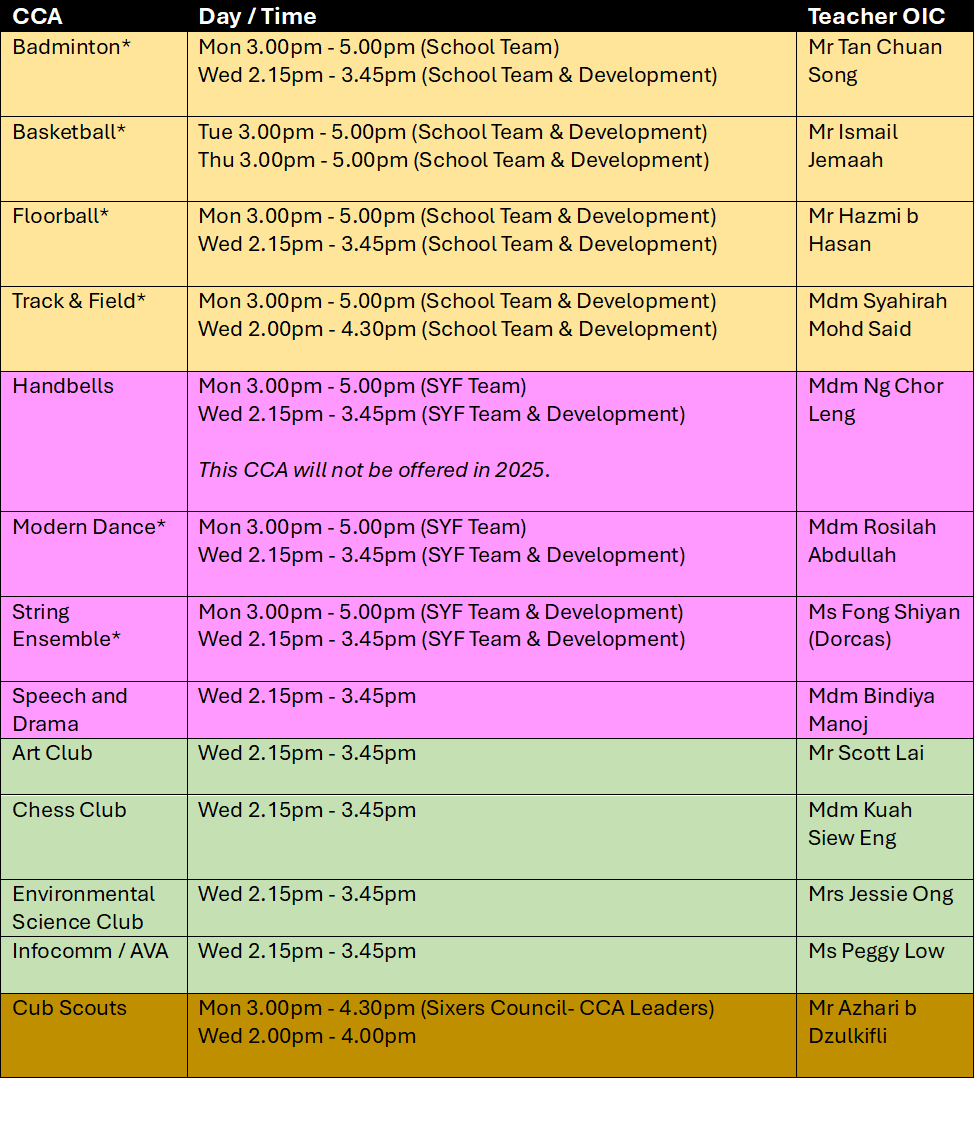 CCA Day / Time Teacher OIC
Badminton* Mon 3.00pm - 5.00pm (School Team) Mr Tan Chuan
Wed 2.15pm - 3.45pm (School Team & Development) Song
Basketball* Tue 3.00pm - 5.00pm (School Team & Development) Mr Ismail
Thu 3.00pm - 5.00pm (School Team & Development) Jemaah
Floorball* Mon 3.00pm - 5.00pm (School Team & Development) Mr Hazmi b
Wed 2.15pm - 3.45pm (School Team & Development) Hasan
Track & Field* Mon 3.00pm - 5.00pm (School Team & Development) Mdm Syahirah
Wed 2.00pm - 4.30pm (School Team & Development) Mohd Said
Handbells Mon 3.00pm - 5.00pm (SYF Team) Mdm Ng Chor
Wed 2.15pm - 3.45pm (SYF Team & Development) Leng
This CCA will not be offered in 2025.
Modern Dance* Mon 3.00pm - 5.00pm (SYF Team) Mdm Rosilah
Wed 2.15pm - 3.45pm (SYF Team & Development) Abdullah
String Mon 3.00pm - 5.00pm (SYF Team & Development) Ms Fong Shiyan
Ensemble* Wed 2.15pm - 3.45pm (SYF Team & Development) (Dorcas)
Speech and Wed 2.15pm - 3.45pm Mdm Bindiya
Drama Manoj
Art Club Wed 2.15pm - 3.45pm Mr Scott Lai
Chess Club Wed 2.15pm - 3.45pm Mdm Kuah
Siew Eng
Environmental Wed 2.15pm - 3.45pm Mrs Jessie Ong
Science Club
Infocomm / AVA Wed 2.15pm - 3.45pm Ms Peggy Low
Cub Scouts Mon 3.00pm - 4.30pm (Sixers Council- CCA Leaders) Mr Azhari b
Wed 2.00pm - 4.00pm Dzulkifli